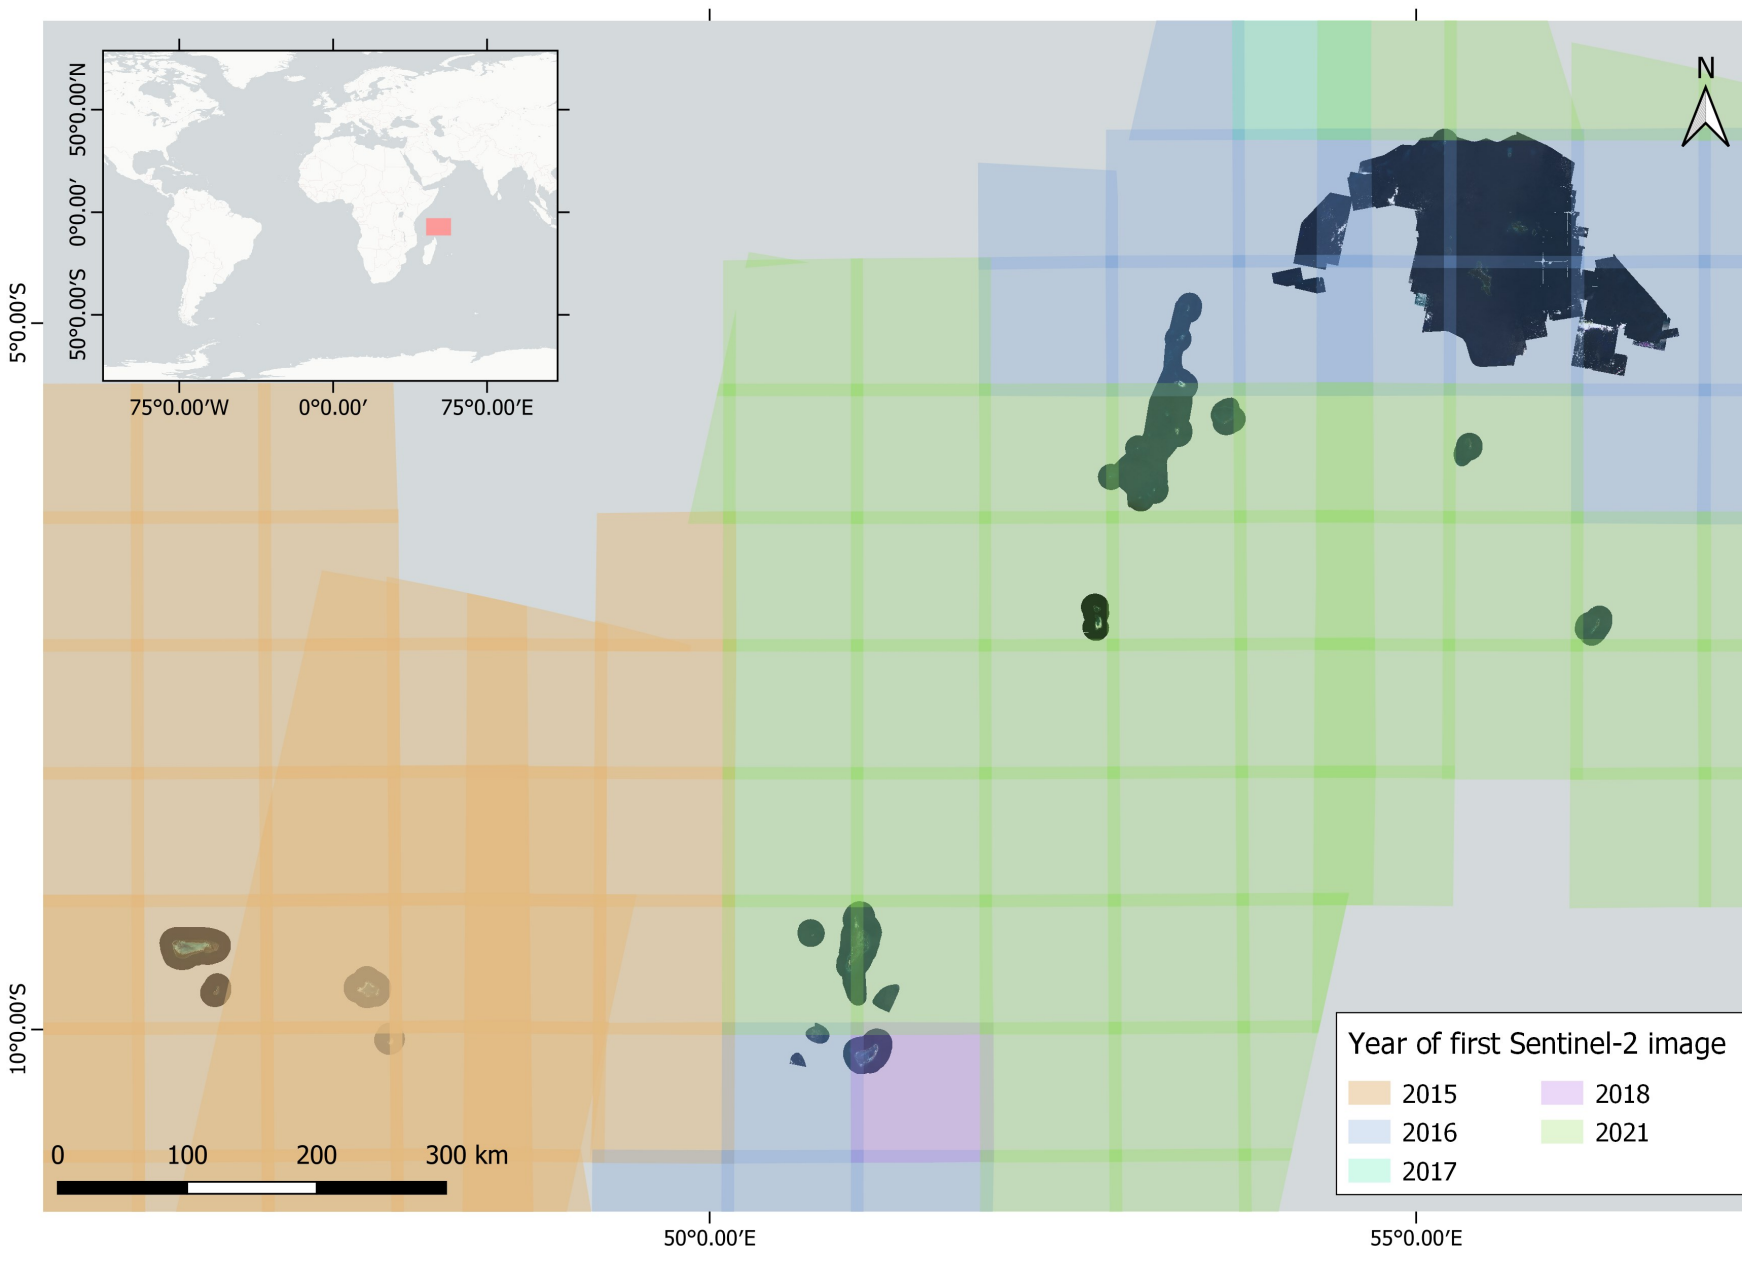 N
50°0.00′N
0°0.00′
50°0.00′S
75°0.00′W 0°0.00′ 75°0.00′E
5°0.00′S
10°0.00′S
0 100 200 300 km
Year of first Sentinel-2 image
2015 2018
2016 2021
2017
50°0.00′E 55°0.00′E